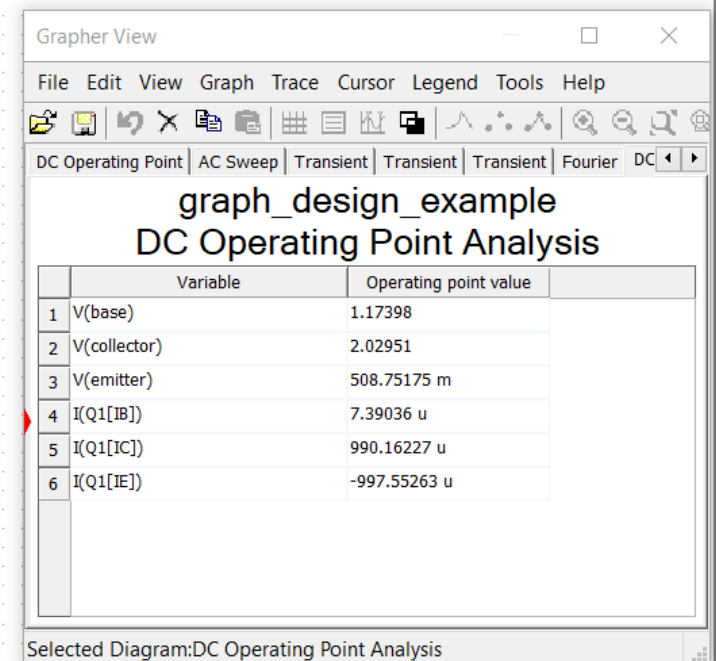 Grapher View
File Edit View Graph Trace Cursor Legend Tools Help
DC Operating Point AC Sweep Transient Transient Transient Fourier DC
graph_design_example
DC Operating Point Analysis
Variable Operating point value
1 V(base) 1.17398
2 V(collector) 2.02951
3 V(emitter) 508.75175 m
4 I(Q1[IB]) 7.39036 u
5 I(Q1[IC]) 990.16227 u
6 I(Q1[IE]) -997.55263 u
Selected Diagram:DC Operating Point Analysis